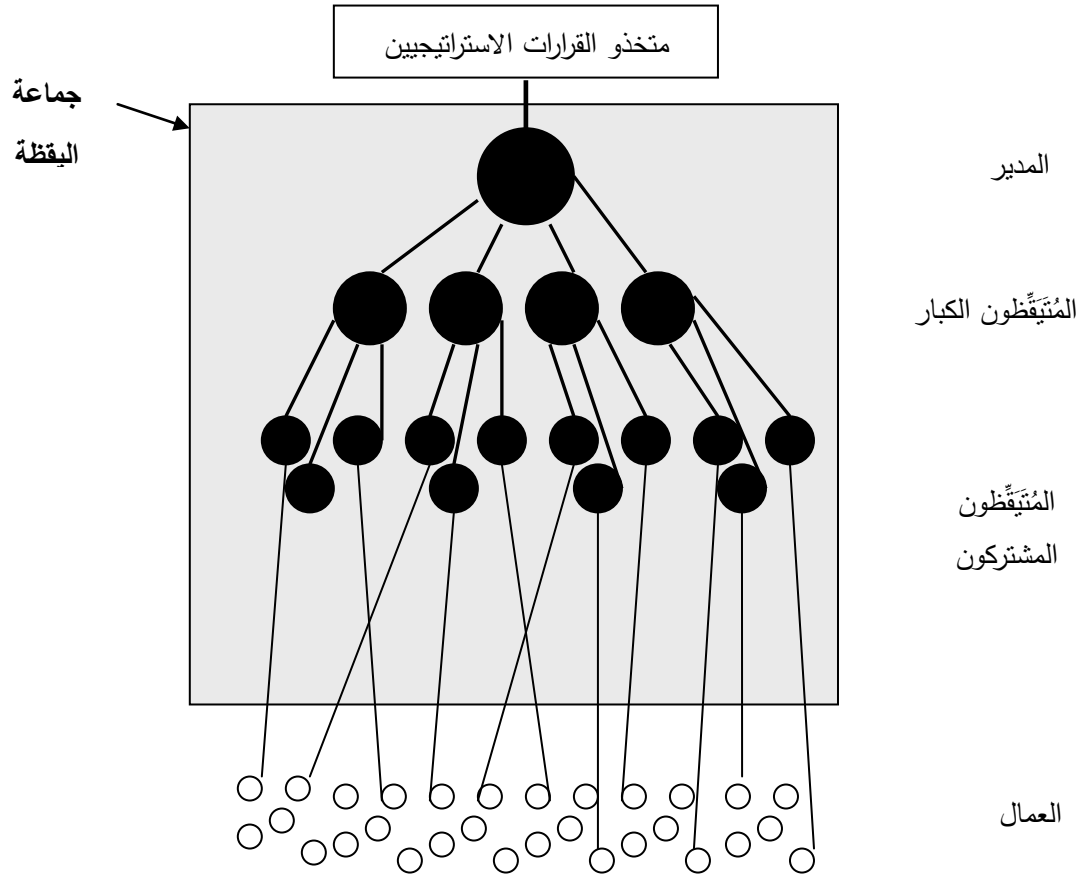 متخذو القرارات الاستراتيجيين
جماعة
اليقظة
المدير
المُتَيَقِّظون الكبار
المُتَيَقِّظون
المشتركون
العمال